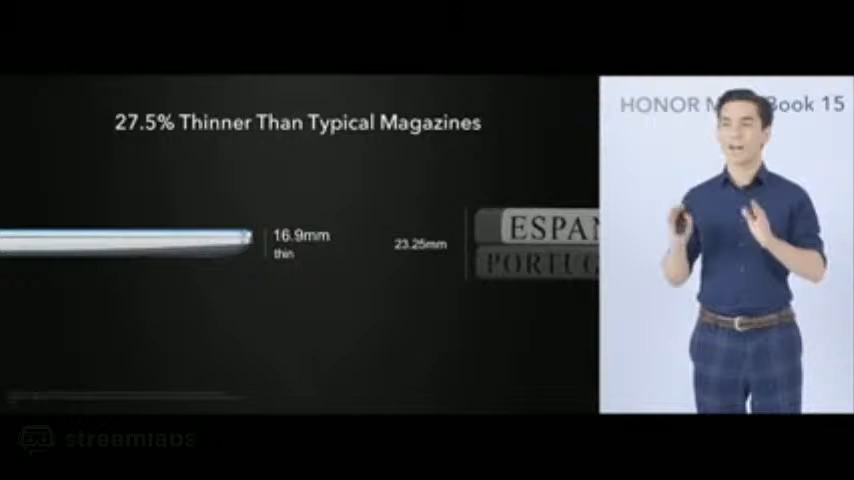 27.5% Thinner Than Typical Magazines
HONOR M Book 15
16.9mm
thin
23.25mm
ESPAN
PORTUG
streamlabs